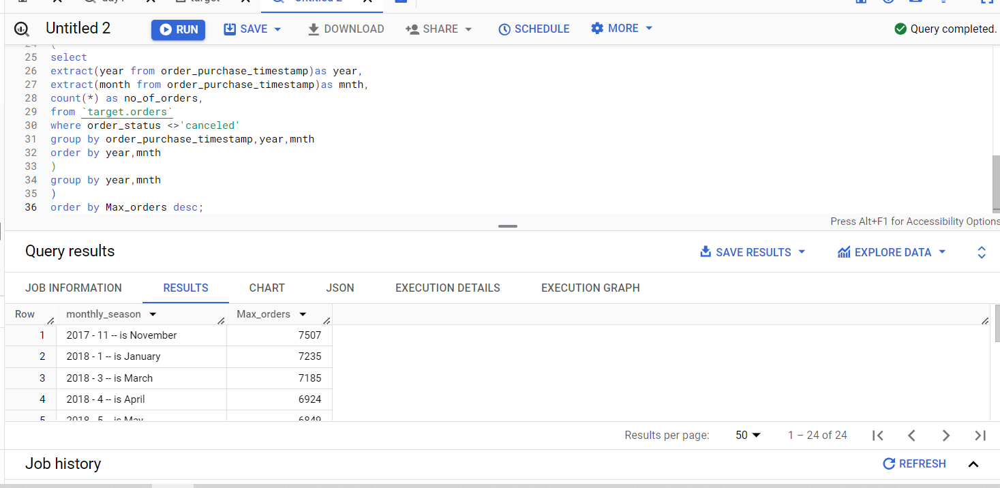 Untitled 2
RUN
SAVE
DOWNLOAD
SHARE
SCHEDULE
MORE
Query completed.
24 (
25 select
26 extract(year from order_purchase_timestamp)as year,
27 extract(month from order_purchase_timestamp)as mnth,
28 count(*) as no_of_orders,
29 from `target.orders`
30 where order_status <>'canceled'
31 group by order_purchase_timestamp,year,mnth
32 order by year,mnth
33 )
34 group by year,mnth
35 )
36 order by Max_orders desc;
Press Alt+F1 for Accessibility Options
Query results
SAVE RESULTS
EXPLORE DATA
JOB INFORMATION
RESULTS
CHART
JSON
EXECUTION DETAILS
EXECUTION GRAPH
Row monthly_season Max_orders
1 2017 - 11 -- is November 7507
2 2018 - 1 -- is January 7235
3 2018 - 3 -- is March 7185
4 2018 - 4 -- is April 6924
5 2018 - 5 -- is May 6849
Results per page: 50 1 – 24 of 24
Job history
REFRESH